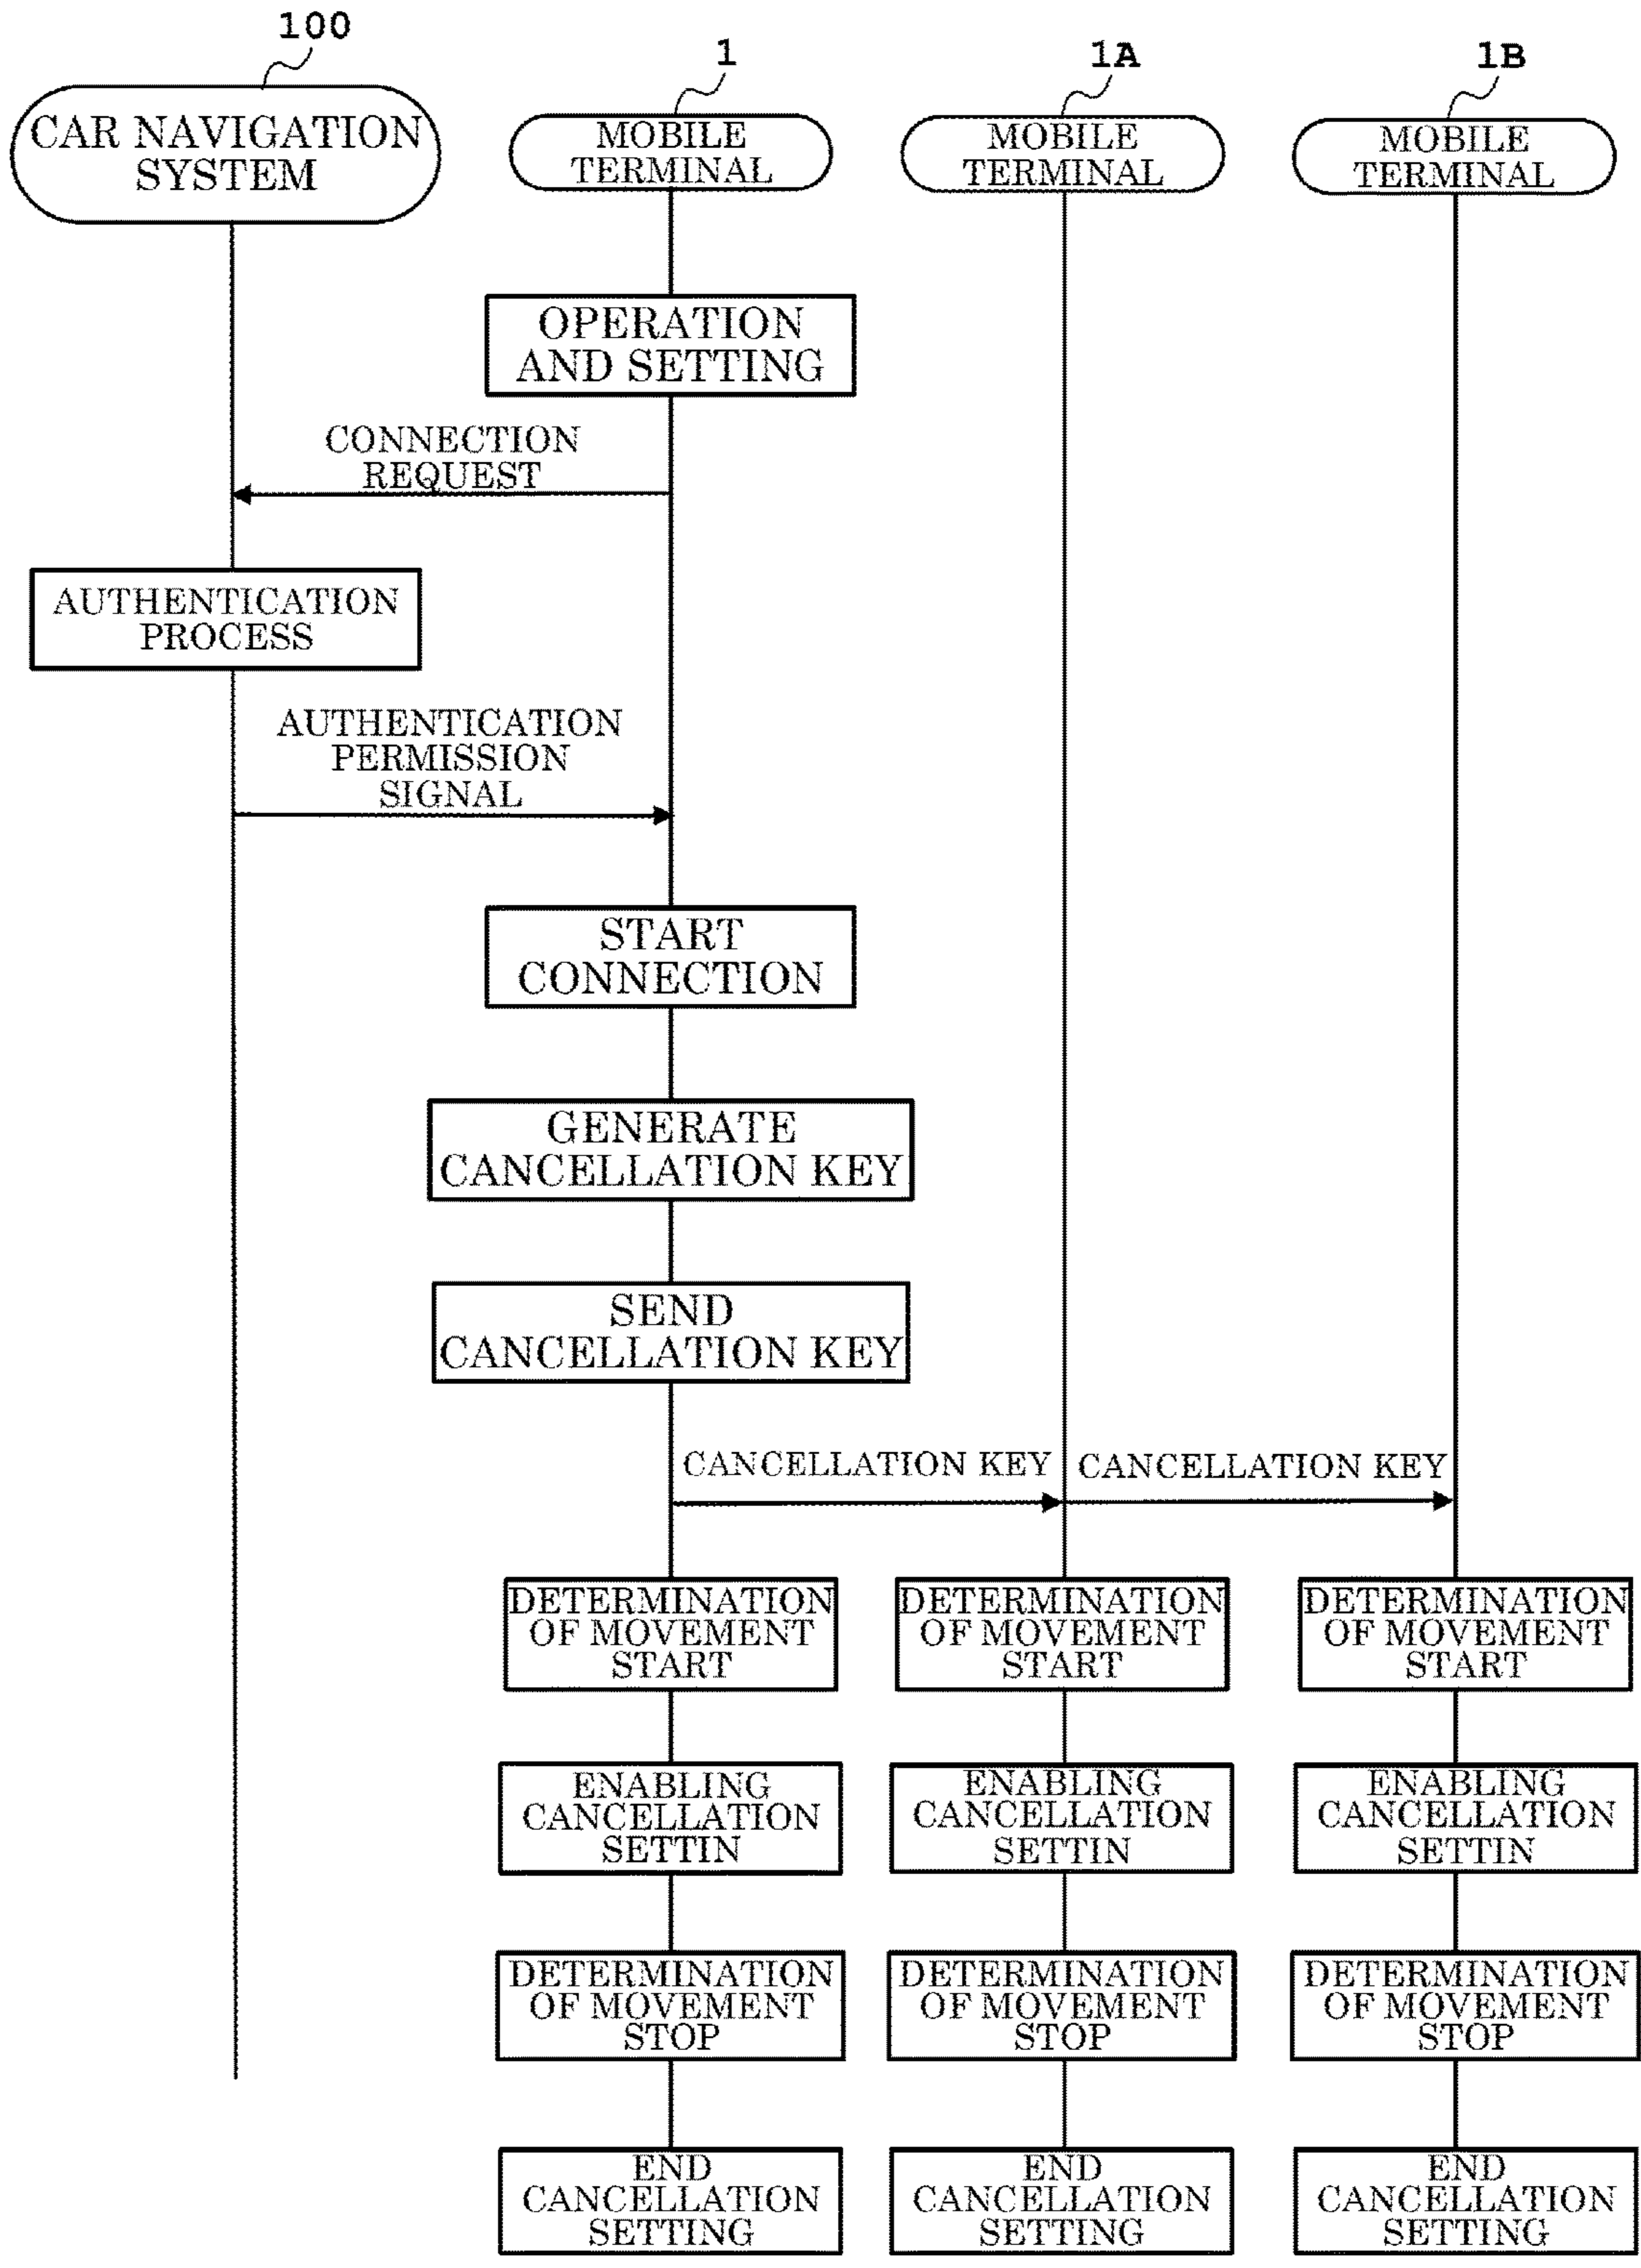 100
1
1A
1B
CAR NAVIGATION
SYSTEM
MOBILE
TERMINAL
MOBILE
TERMINAL
MOBILE
TERMINAL
OPERATION
AND SETTING
CONNECTION
REQUEST
AUTHENTICATION
PROCESS
AUTHENTICATION
PERMISSION
SIGNAL
START
CONNECTION
GENERATE
CANCELLATION KEY
SEND
CANCELLATION KEY
CANCELLATION KEY
CANCELLATION KEY
DETERMINATION
OF MOVEMENT
START
DETERMINATION
OF MOVEMENT
START
DETERMINATION
OF MOVEMENT
START
ENABLING
CANCELLATION
SETTIN
ENABLING
CANCELLATION
SETTIN
ENABLING
CANCELLATION
SETTIN
DETERMINATION
OF MOVEMENT
STOP
DETERMINATION
OF MOVEMENT
STOP
DETERMINATION
OF MOVEMENT
STOP
END
CANCELLATION
SETTING
END
CANCELLATION
SETTING
END
CANCELLATION
SETTING